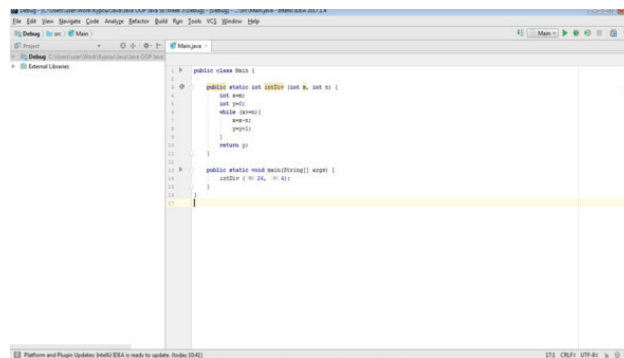 File Edit View Navigate Code Analyze Refactor Build Run Tools VCS Window Help
Debug src Main
Main
Project
Main.java
Debug
External Libraries
1 public class Main {
2
3 public static int intDiv (int m, int n) {
4 int x=m;
5 int y=0;
6 while (x>=n){
7 x=x-n;
8 y=y+1;
9 }
10 return y;
11 }
12
13 public static void main(String[] args) {
14 intDiv ( m: 24, n: 4);
15 }
16 }
17
Platform and Plugin Updates: IntelliJ IDEA is ready to update. (today 10:41)
17:1 CRLF÷ UTF-8÷